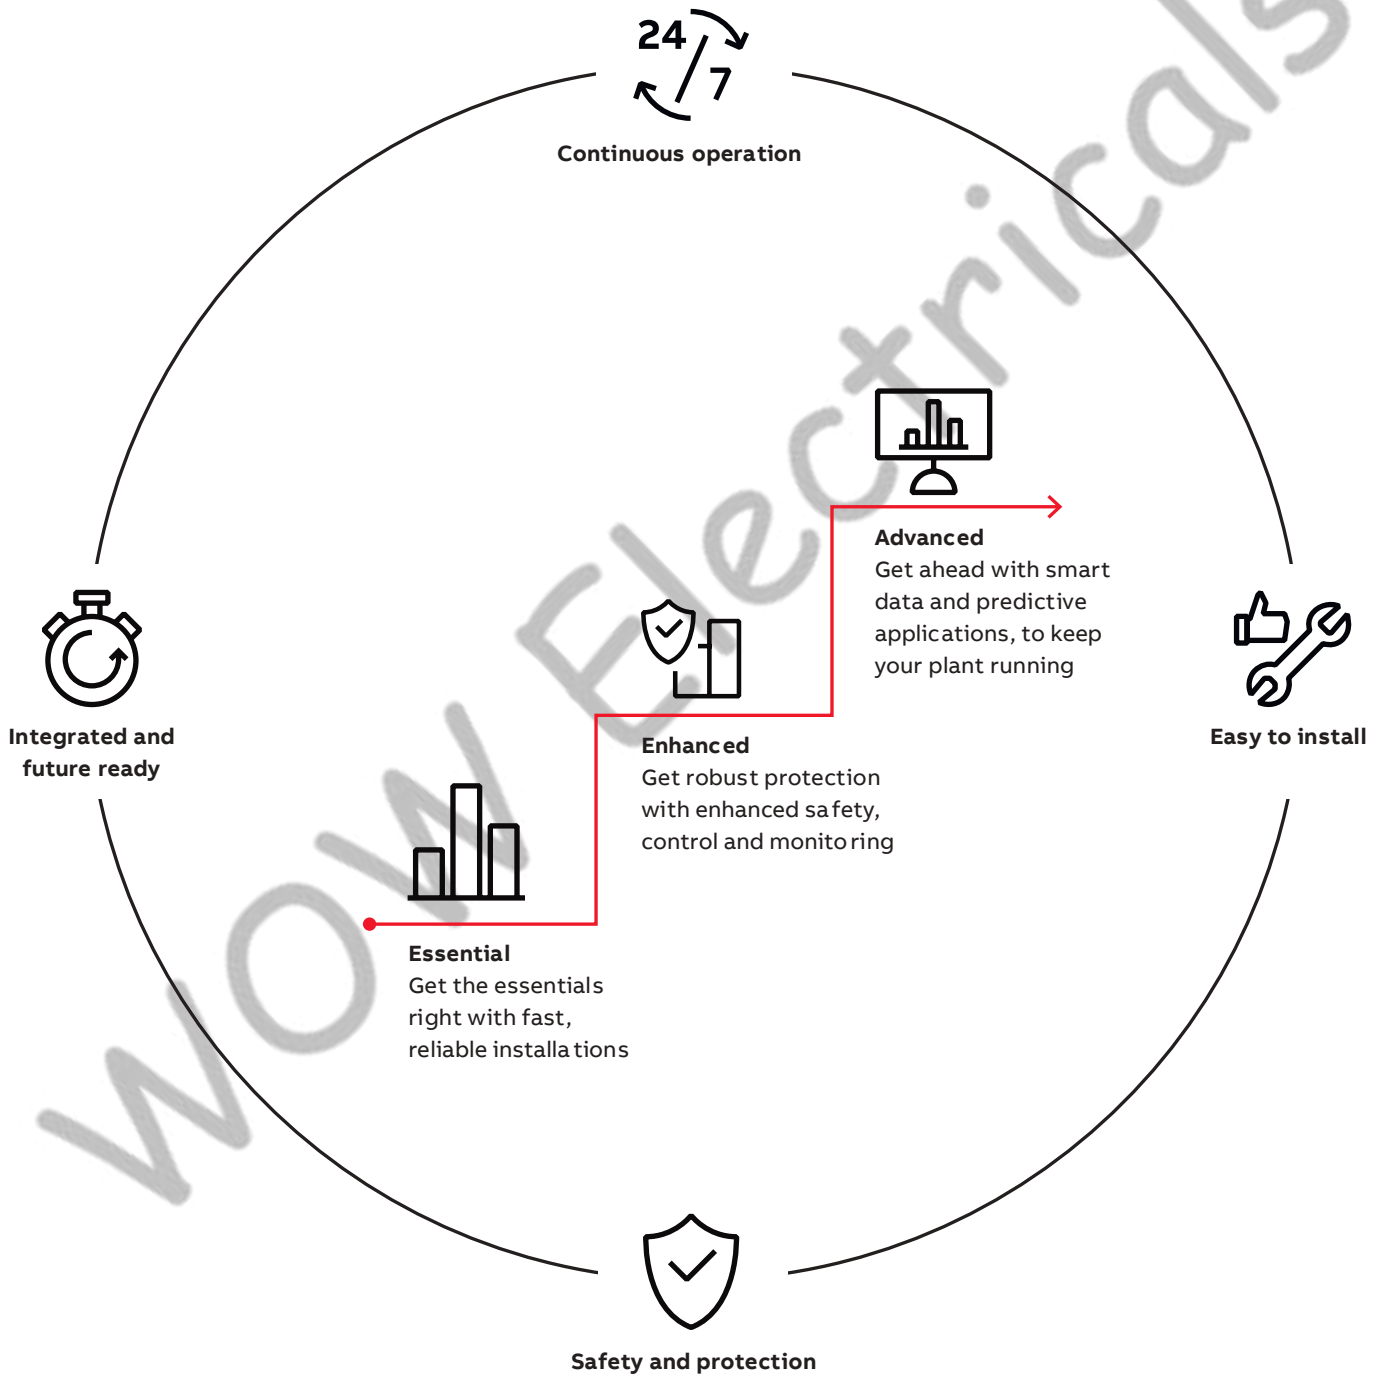 24
7
Continuous operation
Advanced
Get ahead with smart
data and predictive
applications, to keep
your plant running
Integrated and
future ready
Easy to install
Enhanced
Get robust protection
with enhanced safety,
control and monitoring
Essential
Get the essentials
right with fast,
reliable installations
Safety and protection
WOW Electricals